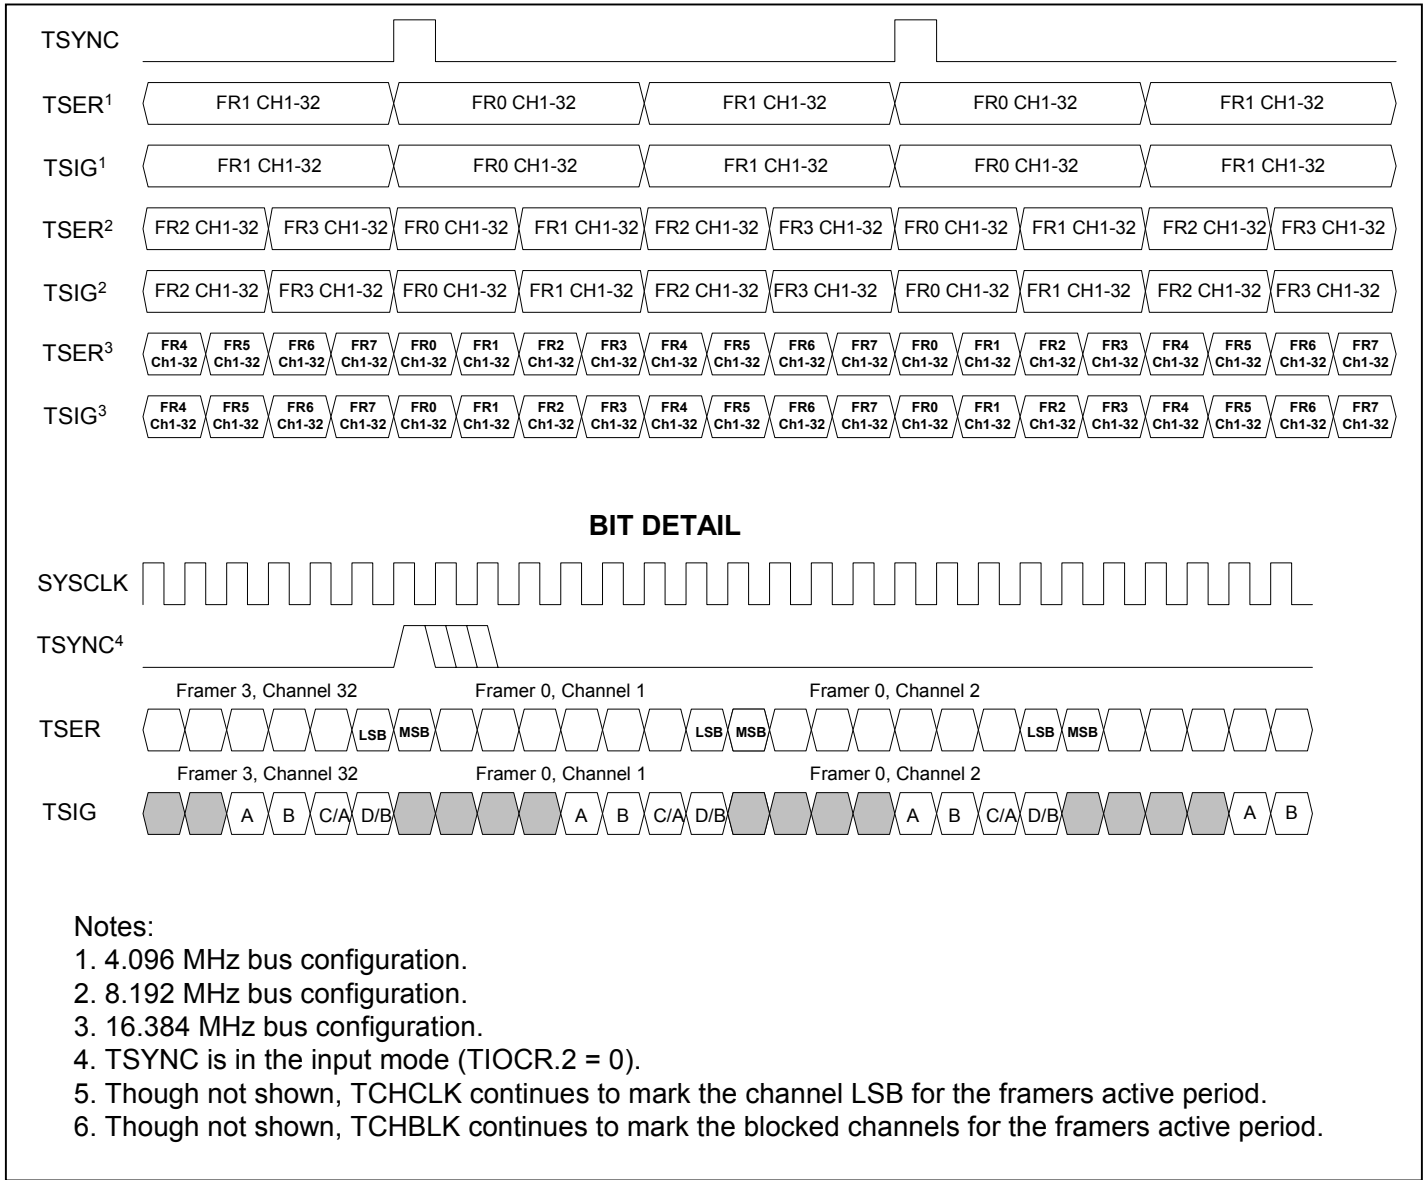 TSYNC
TSER¹ FR1 CH1-32 FR0 CH1-32 FR1 CH1-32 FR0 CH1-32 FR1 CH1-32
TSIG¹ FR1 CH1-32 FR0 CH1-32 FR1 CH1-32 FR0 CH1-32 FR1 CH1-32
TSER² FR2 CH1-32 FR3 CH1-32 FR0 CH1-32 FR1 CH1-32 FR2 CH1-32 FR3 CH1-32 FR0 CH1-32 FR1 CH1-32 FR2 CH1-32 FR3 CH1-32
TSIG² FR2 CH1-32 FR3 CH1-32 FR0 CH1-32 FR1 CH1-32 FR2 CH1-32 FR3 CH1-32 FR0 CH1-32 FR1 CH1-32 FR2 CH1-32 FR3 CH1-32
TSER³ FR4 Ch1-32 FR5 Ch1-32 FR6 Ch1-32 FR7 Ch1-32 FR0 Ch1-32 FR1 Ch1-32 FR2 Ch1-32 FR3 Ch1-32 FR4 Ch1-32 FR5 Ch1-32 FR6 Ch1-32 FR7 Ch1-32 FR0 Ch1-32 FR1 Ch1-32 FR2 Ch1-32 FR3 Ch1-32 FR4 Ch1-32 FR5 Ch1-32 FR6 Ch1-32 FR7 Ch1-32
TSIG³ FR4 Ch1-32 FR5 Ch1-32 FR6 Ch1-32 FR7 Ch1-32 FR0 Ch1-32 FR1 Ch1-32 FR2 Ch1-32 FR3 Ch1-32 FR4 Ch1-32 FR5 Ch1-32 FR6 Ch1-32 FR7 Ch1-32 FR0 Ch1-32 FR1 Ch1-32 FR2 Ch1-32 FR3 Ch1-32 FR4 Ch1-32 FR5 Ch1-32 FR6 Ch1-32 FR7 Ch1-32
BIT DETAIL
SYSCLK
TSYNC⁴
Framer 3, Channel 32 Framer 0, Channel 1 Framer 0, Channel 2
TSER LSB MSB LSB MSB LSB MSB
Framer 3, Channel 32 Framer 0, Channel 1 Framer 0, Channel 2
TSIG A B C/A D/B A B C/A D/B A B C/A D/B A B
Notes:
1. 4.096 MHz bus configuration.
2. 8.192 MHz bus configuration.
3. 16.384 MHz bus configuration.
4. TSYNC is in the input mode (TIOCR.2 = 0).
5. Though not shown, TCHCLK continues to mark the channel LSB for the framers active period.
6. Though not shown, TCHBLK continues to mark the blocked channels for the framers active period.